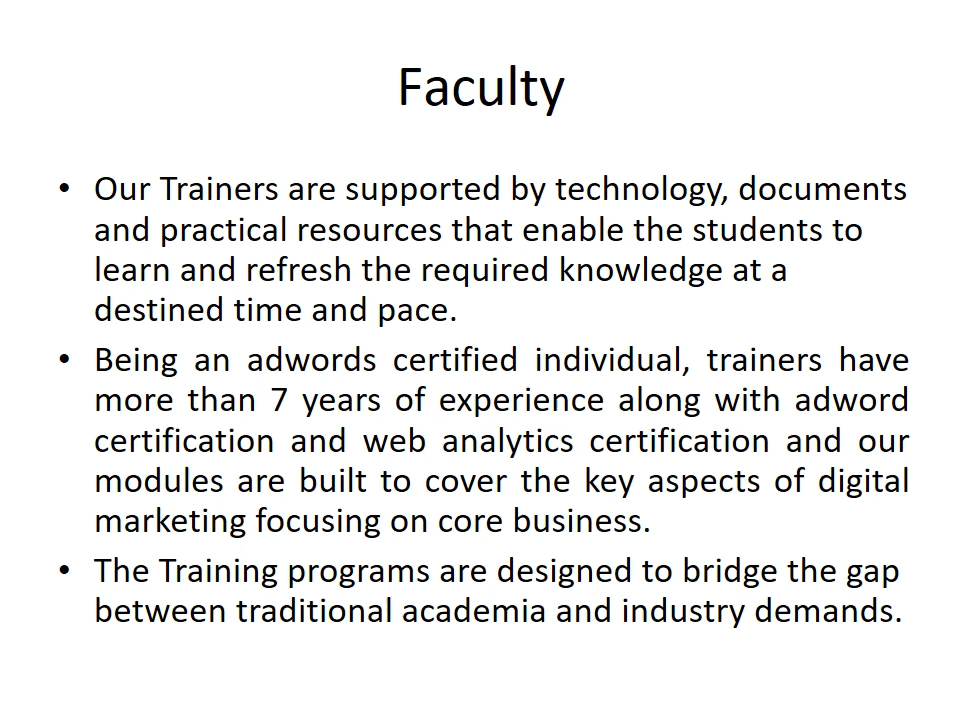 Faculty
• Our Trainers are supported by technology, documents
and practical resources that enable the students to
learn and refresh the required knowledge at a
destined time and pace.
• Being an adwords certified individual, trainers have
more than 7 years of experience along with adword
certification and web analytics certification and our
modules are built to cover the key aspects of digital
marketing focusing on core business.
• The Training programs are designed to bridge the gap
between traditional academia and industry demands.